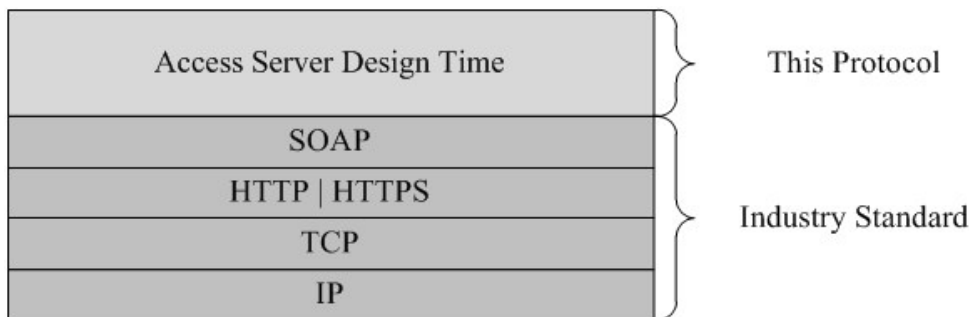 Access Server Design Time
This Protocol
SOAP
HTTP | HTTPS
Industry Standard
TCP
IP